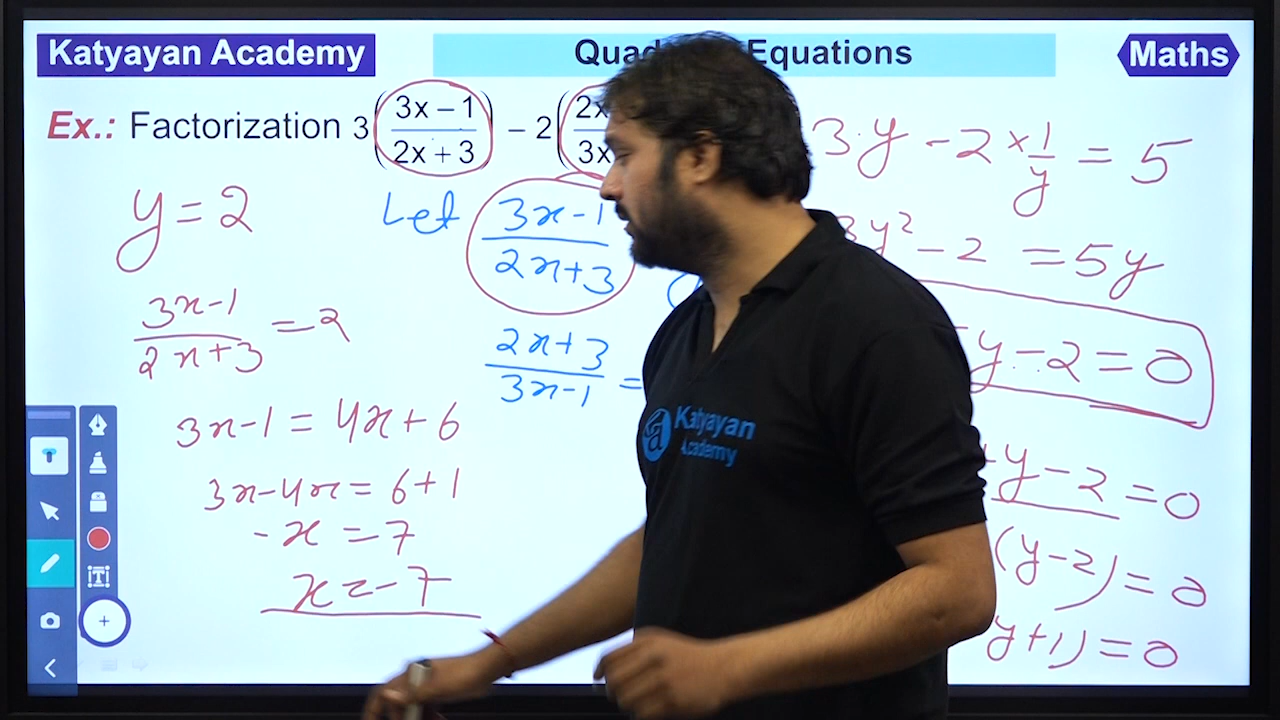 Katyayan Academy
Quad Equations
Maths
Ex.: Factorization 3((3x – 1)/(2x + 3)) – 2(2x/3x
3·y - 2 × 1/y = 5
y = 2
Let (3x-1)/(2x+3)
3y² - 2 = 5y
(3x-1)/(2x+3) = 2
(2x+3)/(3x-1) =
y - 2 = 0
3x-1 = 4x+6
y - 2 = 0
3x-4x = 6+1
-x = 7
(y-2) = 0
x = -7
y+1) = 0
Katyayan
Academy